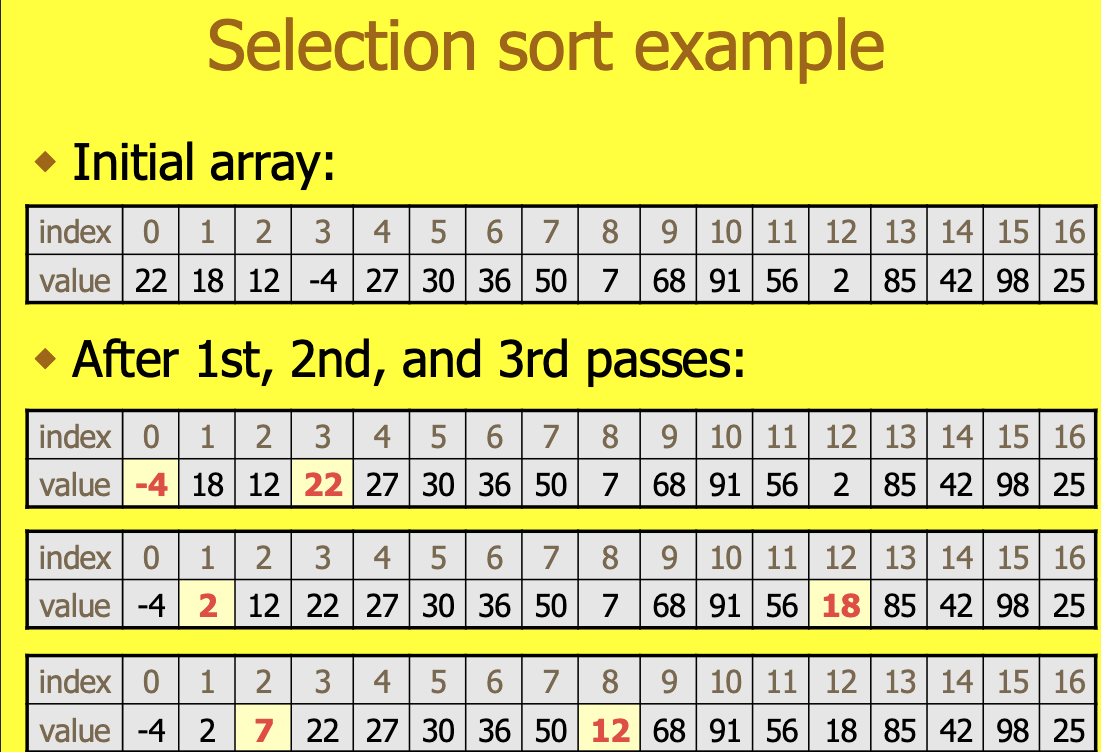 Selection sort example
Initial array:
index 0 1 2 3 4 5 6 7 8 9 10 11 12 13 14 15 16
value 22 18 12 -4 27 30 36 50 7 68 91 56 2 85 42 98 25
After 1st, 2nd, and 3rd passes:
index 0 1 2 3 4 5 6 7 8 9 10 11 12 13 14 15 16
value -4 18 12 22 27 30 36 50 7 68 91 56 2 85 42 98 25
index 0 1 2 3 4 5 6 7 8 9 10 11 12 13 14 15 16
value -4 2 12 22 27 30 36 50 7 68 91 56 18 85 42 98 25
index 0 1 2 3 4 5 6 7 8 9 10 11 12 13 14 15 16
value -4 2 7 22 27 30 36 50 12 68 91 56 18 85 42 98 25